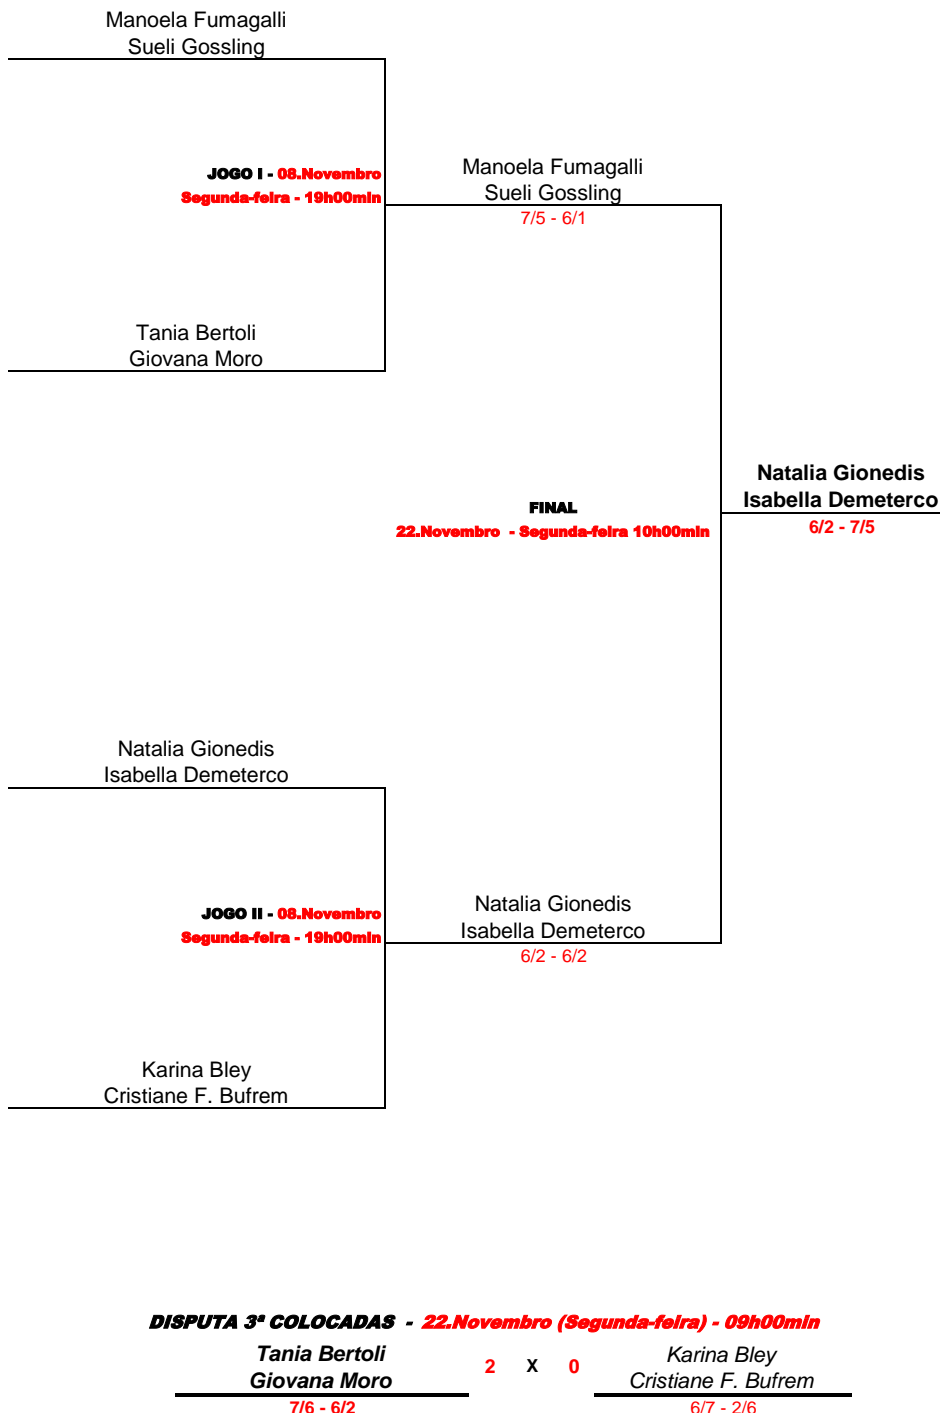 Manoela Fumagalli
Sueli Gossling
JOGO I - 08.Novembro
Segunda-feira - 19h00min
Manoela Fumagalli
Sueli Gossling
7/5 - 6/1
Tania Bertoli
Giovana Moro
Natalia Gionedis
Isabella Demeterco
6/2 - 7/5
FINAL
22.Novembro - Segunda-feira 10h00min
Natalia Gionedis
Isabella Demeterco
JOGO II - 08.Novembro
Segunda-feira - 19h00min
Natalia Gionedis
Isabella Demeterco
6/2 - 6/2
Karina Bley
Cristiane F. Bufrem
DISPUTA 3ª COLOCADAS - 22.Novembro (Segunda-feira) - 09h00min
Tania Bertoli
Giovana Moro
7/6 - 6/2
2 X 0
Karina Bley
Cristiane F. Bufrem
6/7 - 2/6